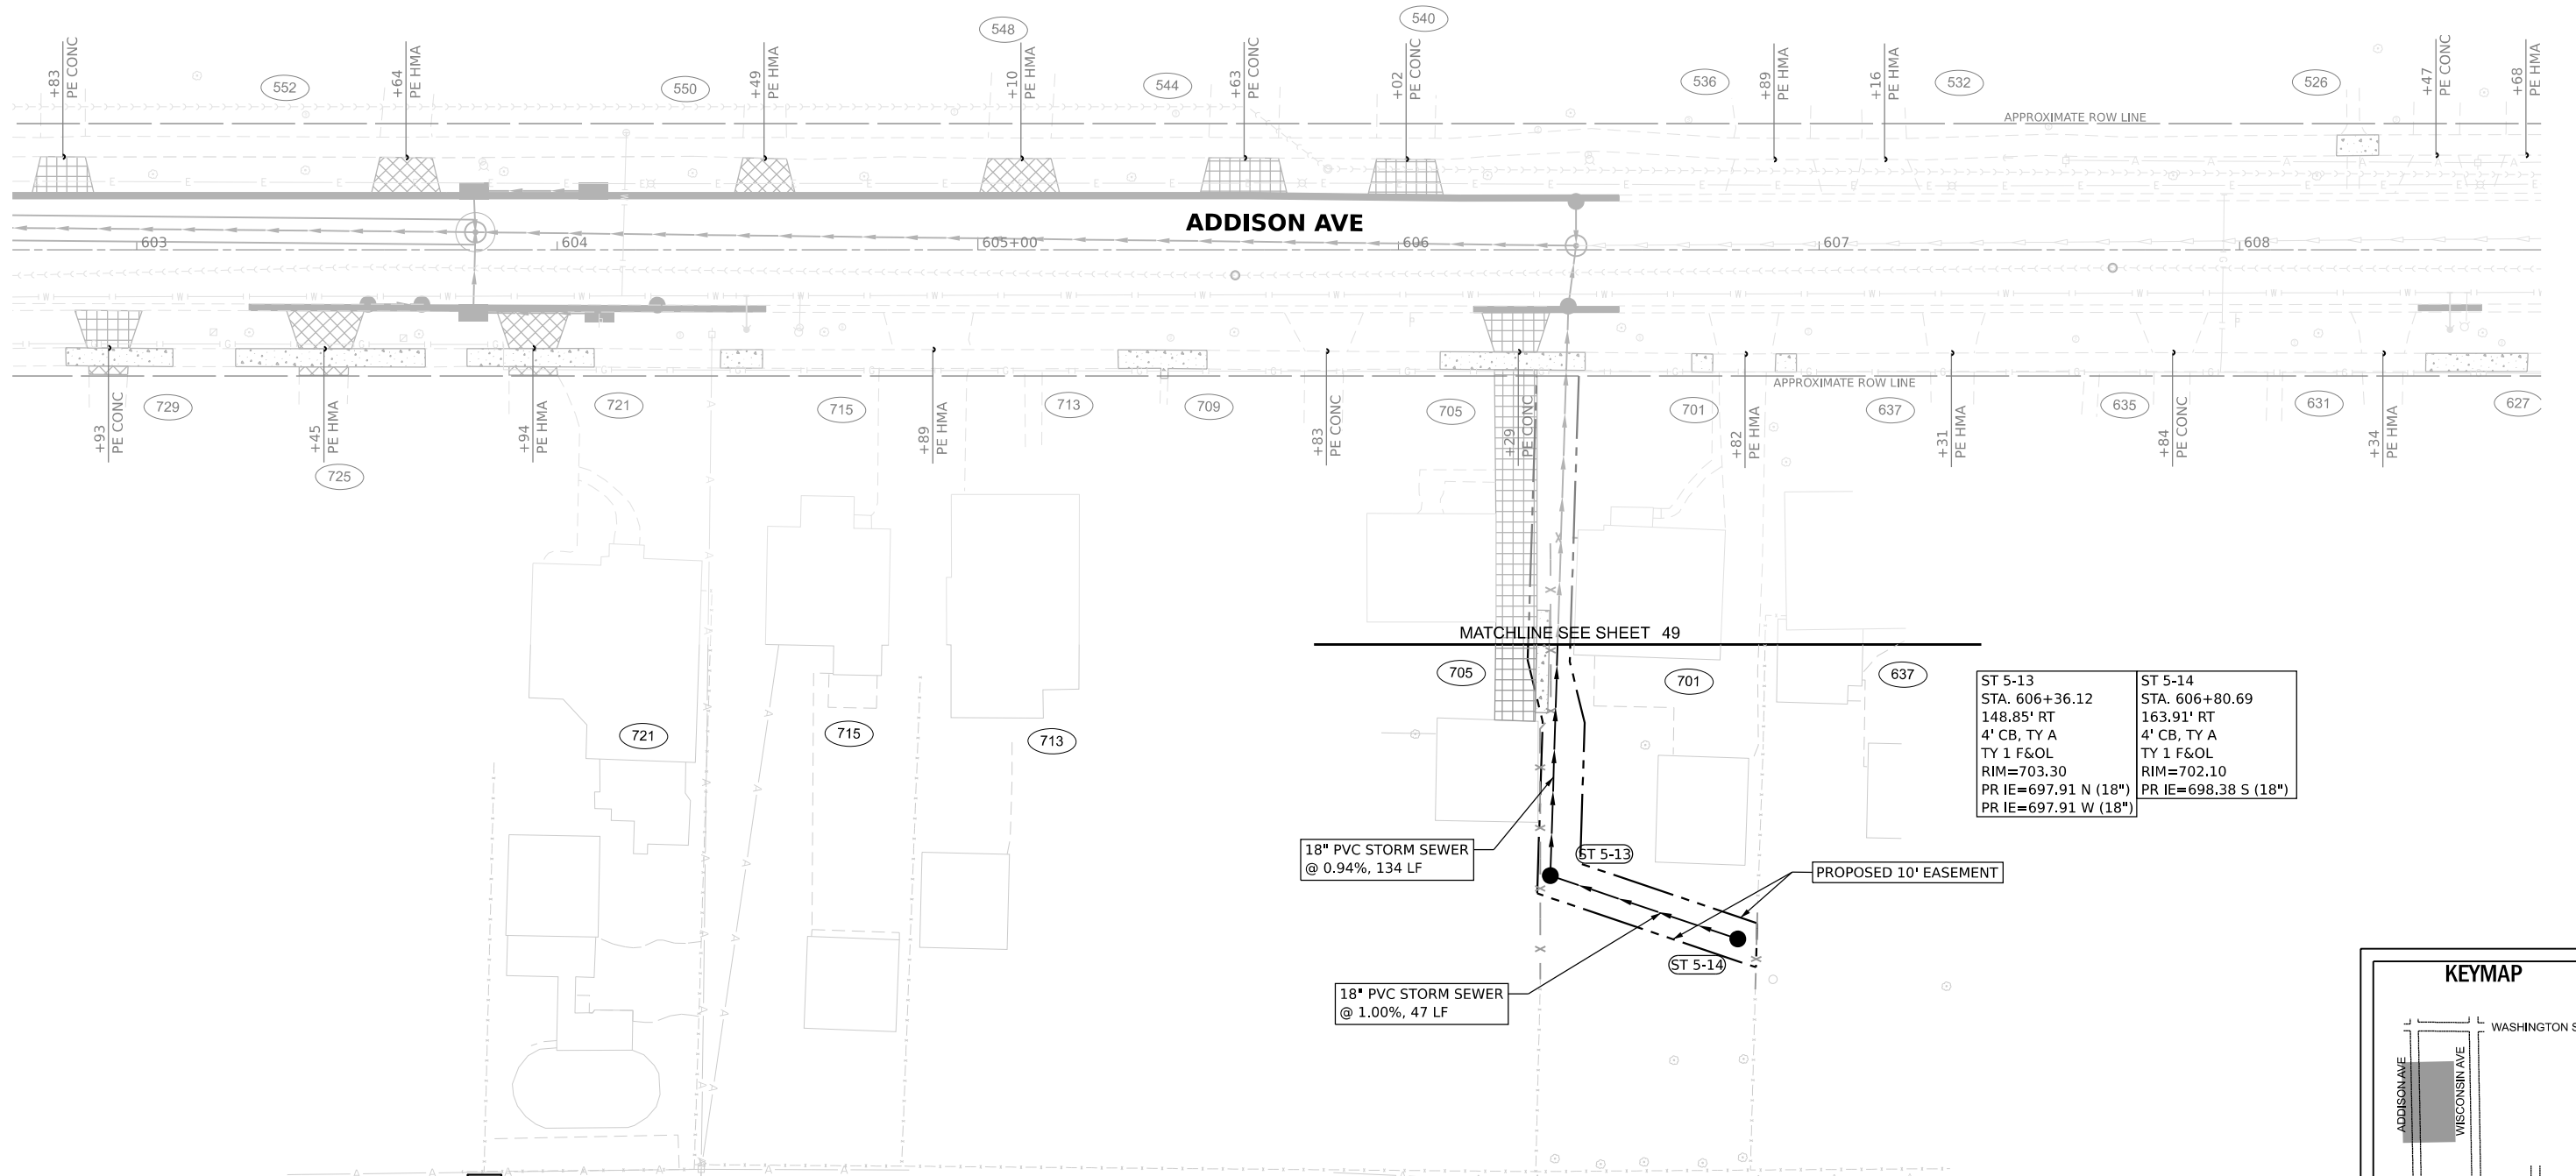 540
548
+83
PE CONC
552
+64
PE HMA
550
+49
PE HMA
+10
PE HMA
544
+63
PE CONC
+02
PE CONC
536
+89
PE HMA
+16
PE HMA
532
526
+47
PE CONC
+68
PE HMA
APPROXIMATE ROW LINE
ADDISON AVE
603
604
605+00
606
607
608
APPROXIMATE ROW LINE
+93
PE CONC
729
+45
PE HMA
725
+94
PE HMA
721
715
+89
PE HMA
713
709
+83
PE CONC
705
+29
PE CONC
701
+82
PE HMA
637
+31
PE HMA
635
+84
PE CONC
631
+34
PE HMA
627
MATCHLINE SEE SHEET 49
705
701
637
721
715
713
ST 5-13
STA. 606+36.12
148.85' RT
4' CB, TY A
TY 1 F&OL
RIM=703.30
PR IE=697.91 N (18")
PR IE=697.91 W (18")
ST 5-14
STA. 606+80.69
163.91' RT
4' CB, TY A
TY 1 F&OL
RIM=702.10
PR IE=698.38 S (18")
18" PVC STORM SEWER
@ 0.94%, 134 LF
ST 5-13
PROPOSED 10' EASEMENT
ST 5-14
18" PVC STORM SEWER
@ 1.00%, 47 LF
KEYMAP
WASHINGTON S
ADDISON AVE
WISCONSIN AVE